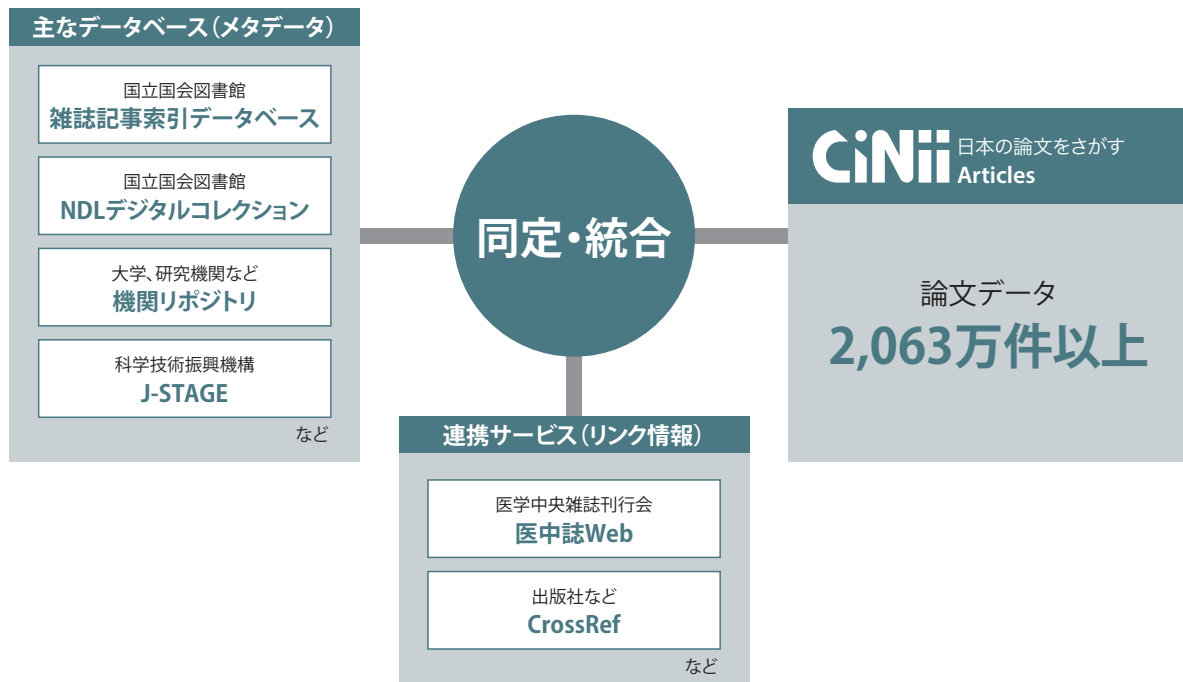 主なデータベース（メタデータ）
国立国会図書館
雑誌記事索引データベース
国立国会図書館
NDLデジタルコレクション
大学、研究機関など
機関リポジトリ
科学技術振興機構
J-STAGE
など
同定・統合
連携サービス（リンク情報）
医学中央雑誌刊行会
医中誌Web
出版社など
CrossRef
など
CiNii 日本の論文をさがす
Articles
論文データ
2,063万件以上